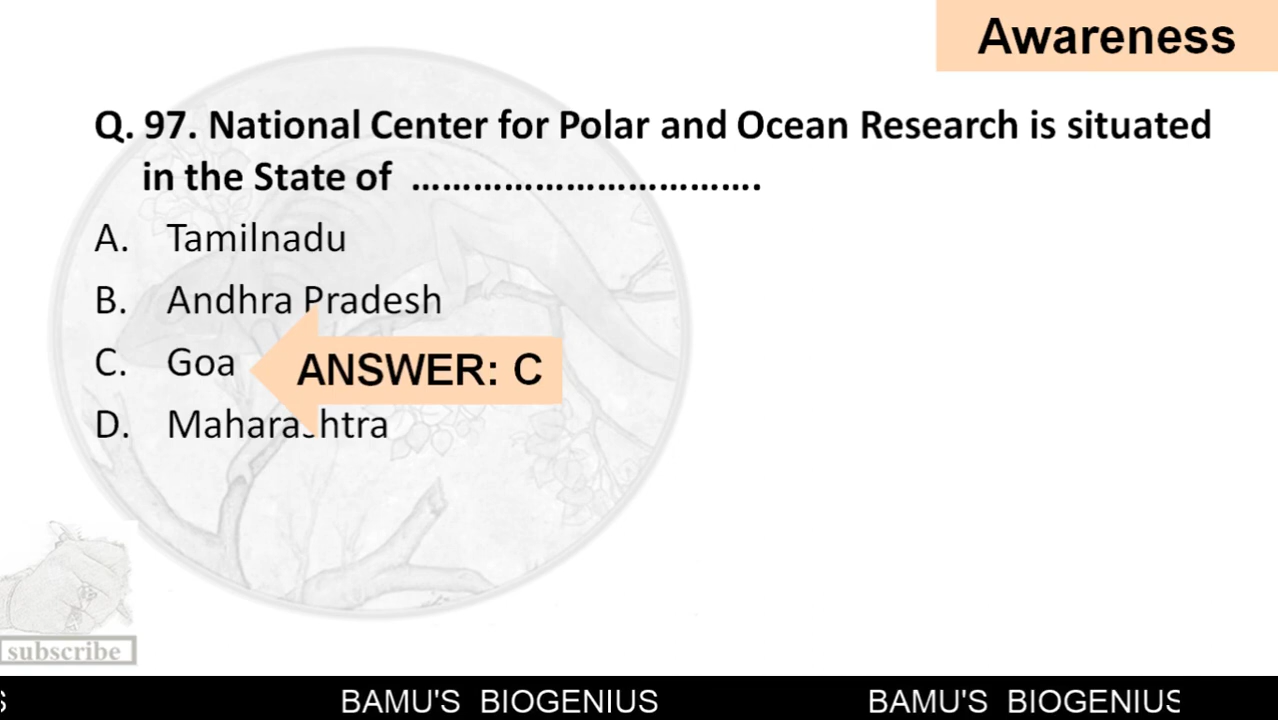 Awareness
Q. 97. National Center for Polar and Ocean Research is situated
in the State of ……………………………….
A. Tamilnadu
B. Andhra Pradesh
C. Goa
ANSWER: C
D. Maharashtra
subscribe
S BAMU'S BIOGENIUS BAMU'S BIOGENIUS